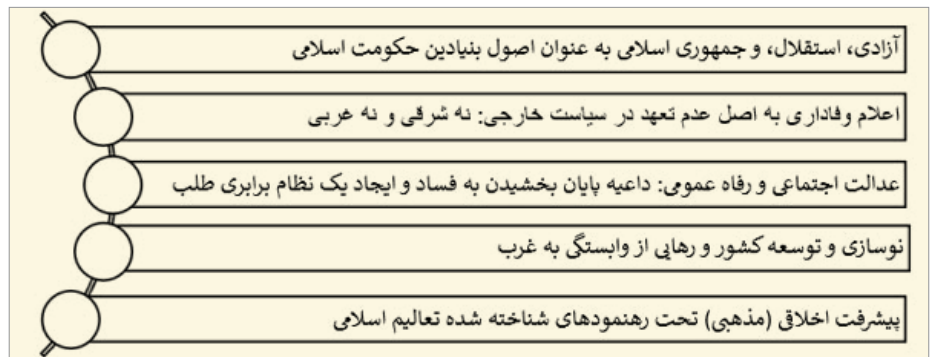 آزادی، استقلال، و جمهوری اسلامی به عنوان اصول بنیادین حکومت اسلامی
اعلام وفاداری به اصل عدم تعهد در سیاست خارجی: نه شرقی و نه غربی
عدالت اجتماعی و رفاه عمومی: داعیه پایان بخشیدن به فساد و ایجاد یک نظام برابری طلب
نوسازی و توسعه کشور و رهایی از وابستگی به غرب
پیشرفت اخلاقی (مذهبی) تحت رهنمودهای شناخته شده تعالیم اسلامی